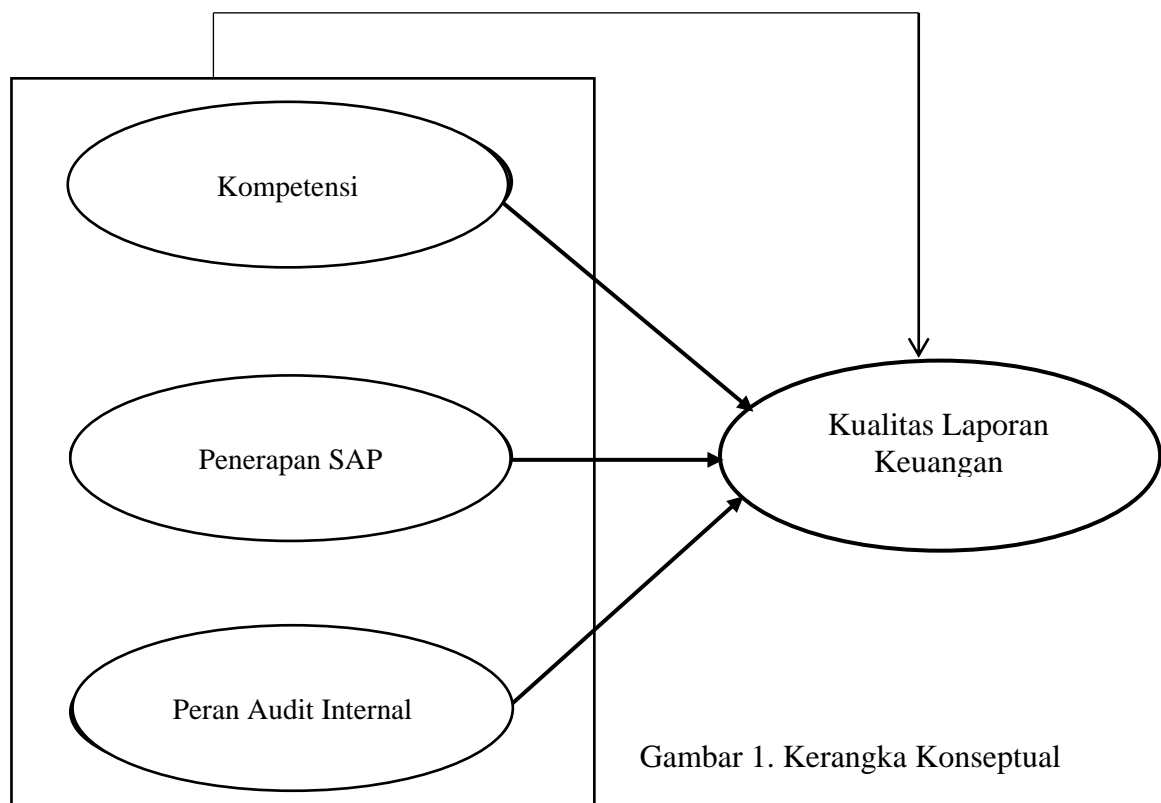 Kompetensi
Penerapan SAP
Peran Audit Internal
Kualitas Laporan
Keuangan
Gambar 1. Kerangka Konseptual